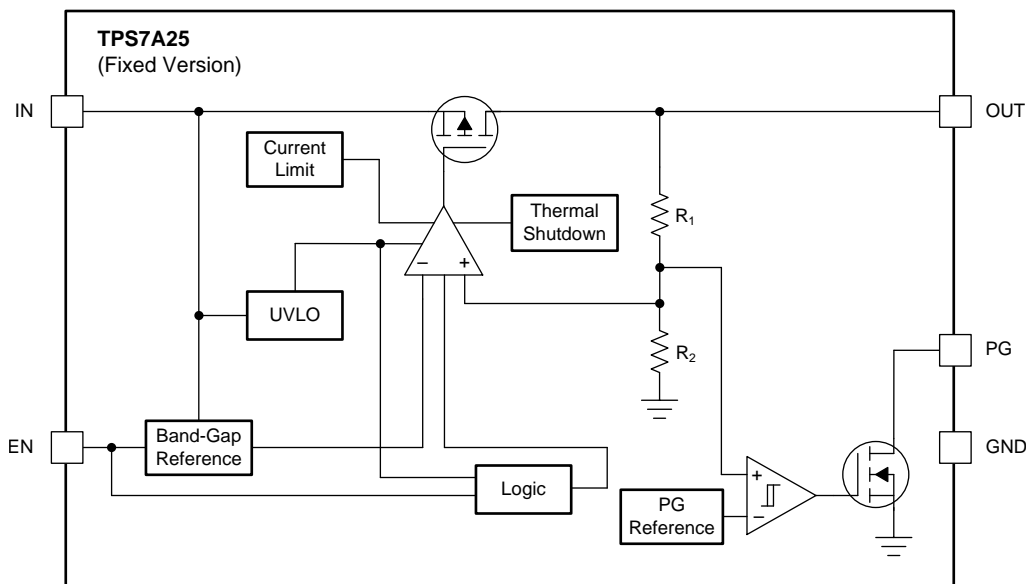 TPS7A25
(Fixed Version)
IN
OUT
Current
Limit
Thermal
Shutdown
R₁
− +
UVLO
R₂
PG
EN
Band-Gap
Reference
GND
Logic
+
−
PG
Reference